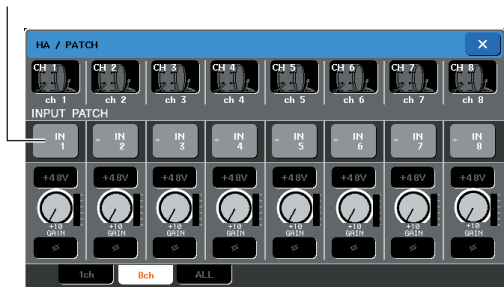 HA / PATCH
CH 1 CH 2 CH 3 CH 4 CH 5 CH 6 CH 7 CH 8
ch 1 ch 2 ch 3 ch 4 ch 5 ch 6 ch 7 ch 8
INPUT PATCH
IN 1 IN 2 IN 3 IN 4 IN 5 IN 6 IN 7 IN 8
+48V +48V +48V +48V +48V +48V +48V +48V
+10 +10 +10 +10 +10 +10 +10 +10
GAIN GAIN GAIN GAIN GAIN GAIN GAIN GAIN
ø ø ø ø ø ø ø ø
1ch 8ch ALL